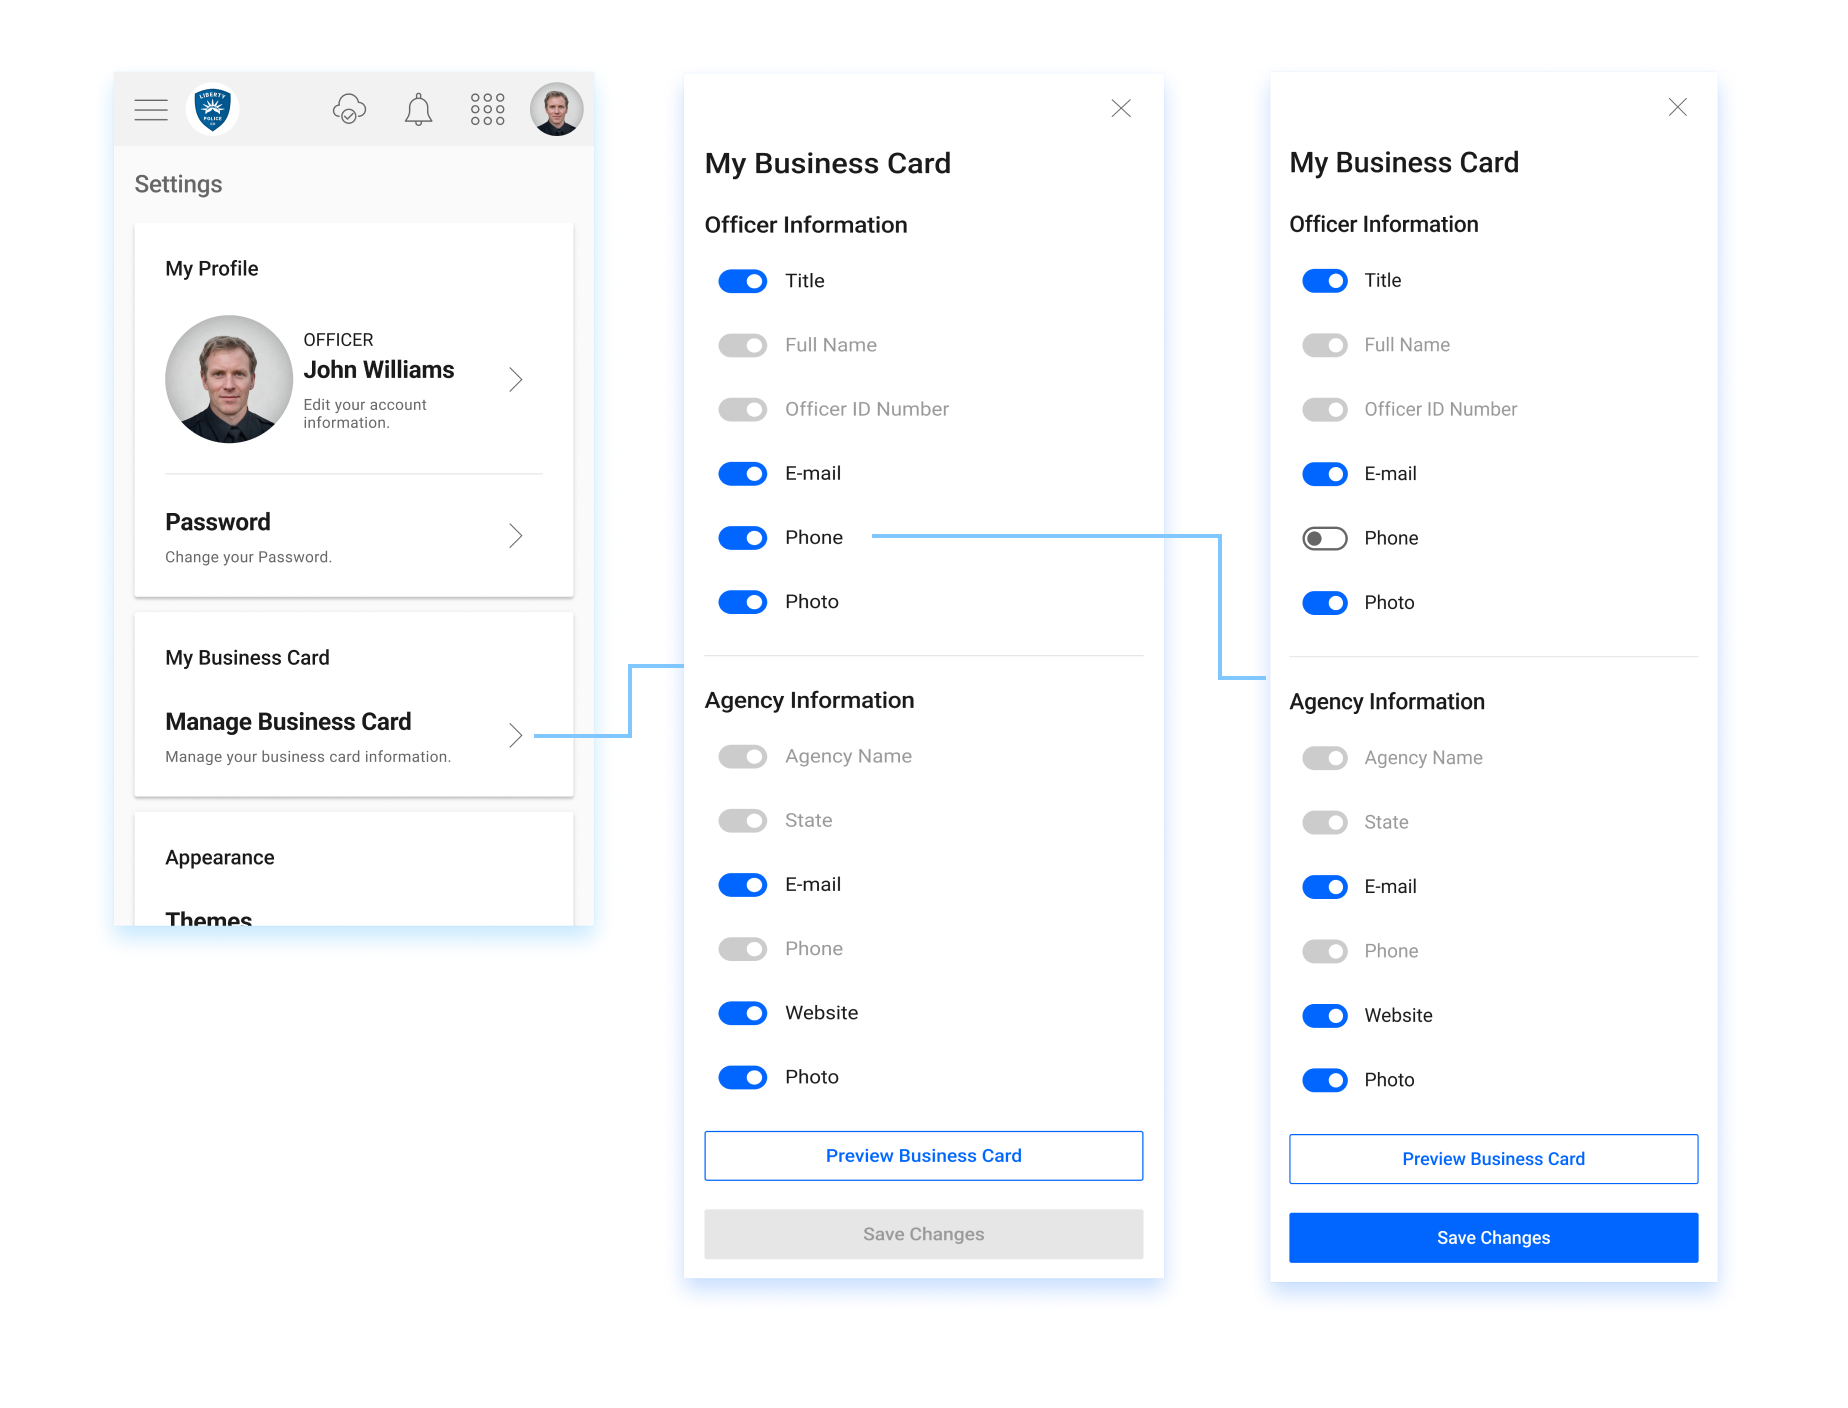 LIBERTY
POLICE
Settings
My Profile
OFFICER
John Williams
Edit your account
information.
Password
Change your Password.
My Business Card
Manage Business Card
Manage your business card information.
Appearance
Themes
My Business Card
Officer Information
Title
Full Name
Officer ID Number
E-mail
Phone
Photo
Agency Information
Agency Name
State
E-mail
Phone
Website
Photo
Preview Business Card
Save Changes
My Business Card
Officer Information
Title
Full Name
Officer ID Number
E-mail
Phone
Photo
Agency Information
Agency Name
State
E-mail
Phone
Website
Photo
Preview Business Card
Save Changes